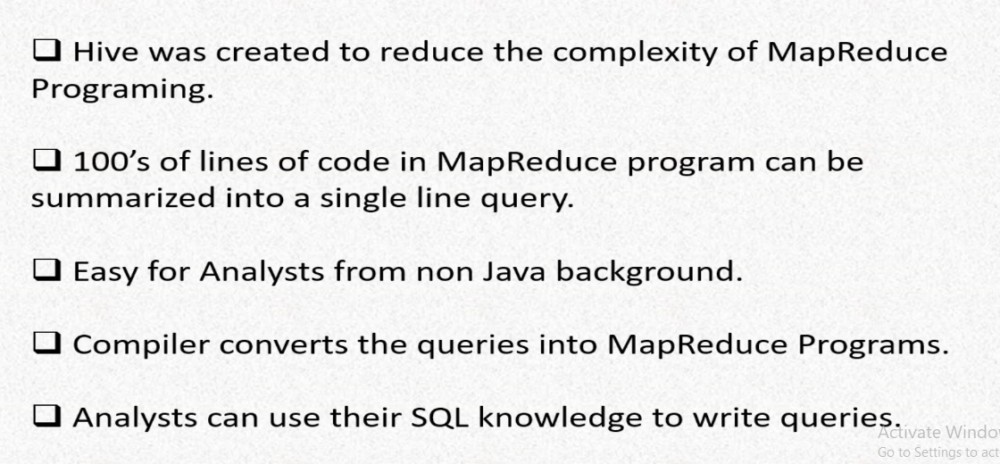 ❑ Hive was created to reduce the complexity of MapReduce
Programing.
❑ 100’s of lines of code in MapReduce program can be
summarized into a single line query.
❑ Easy for Analysts from non Java background.
❑ Compiler converts the queries into MapReduce Programs.
❑ Analysts can use their SQL knowledge to write queries.
Activate Windo
Go to Settings to act